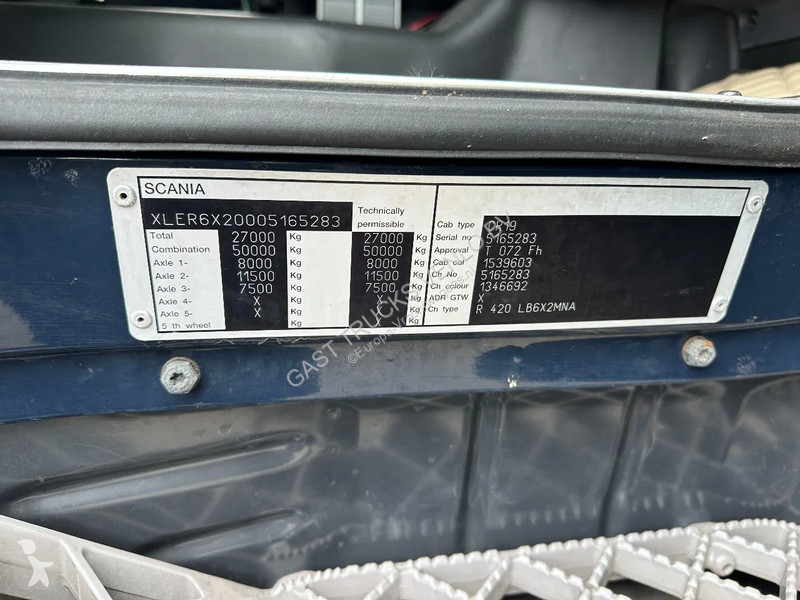 SCANIA
XLER6X20005165283
Technically
permissible
Total 27000 Kg 27000 Kg
Combination 50000 Kg 50000 Kg
Axle 1- 8000 Kg 8000 Kg
Axle 2- 11500 Kg 11500 Kg
Axle 3- 7500 Kg 7500 Kg
Axle 4- X Kg X Kg
Axle 5- X Kg X Kg
5 th wheel Kg Kg
Cab type
Serial no 5165283
Approval T 072 Fh
Cab col 1539603
Ch No 5165283
Ch colour 1346692
ADR GTW X
Ch type R 420 LB6X2MNA
GAST TRUCKS